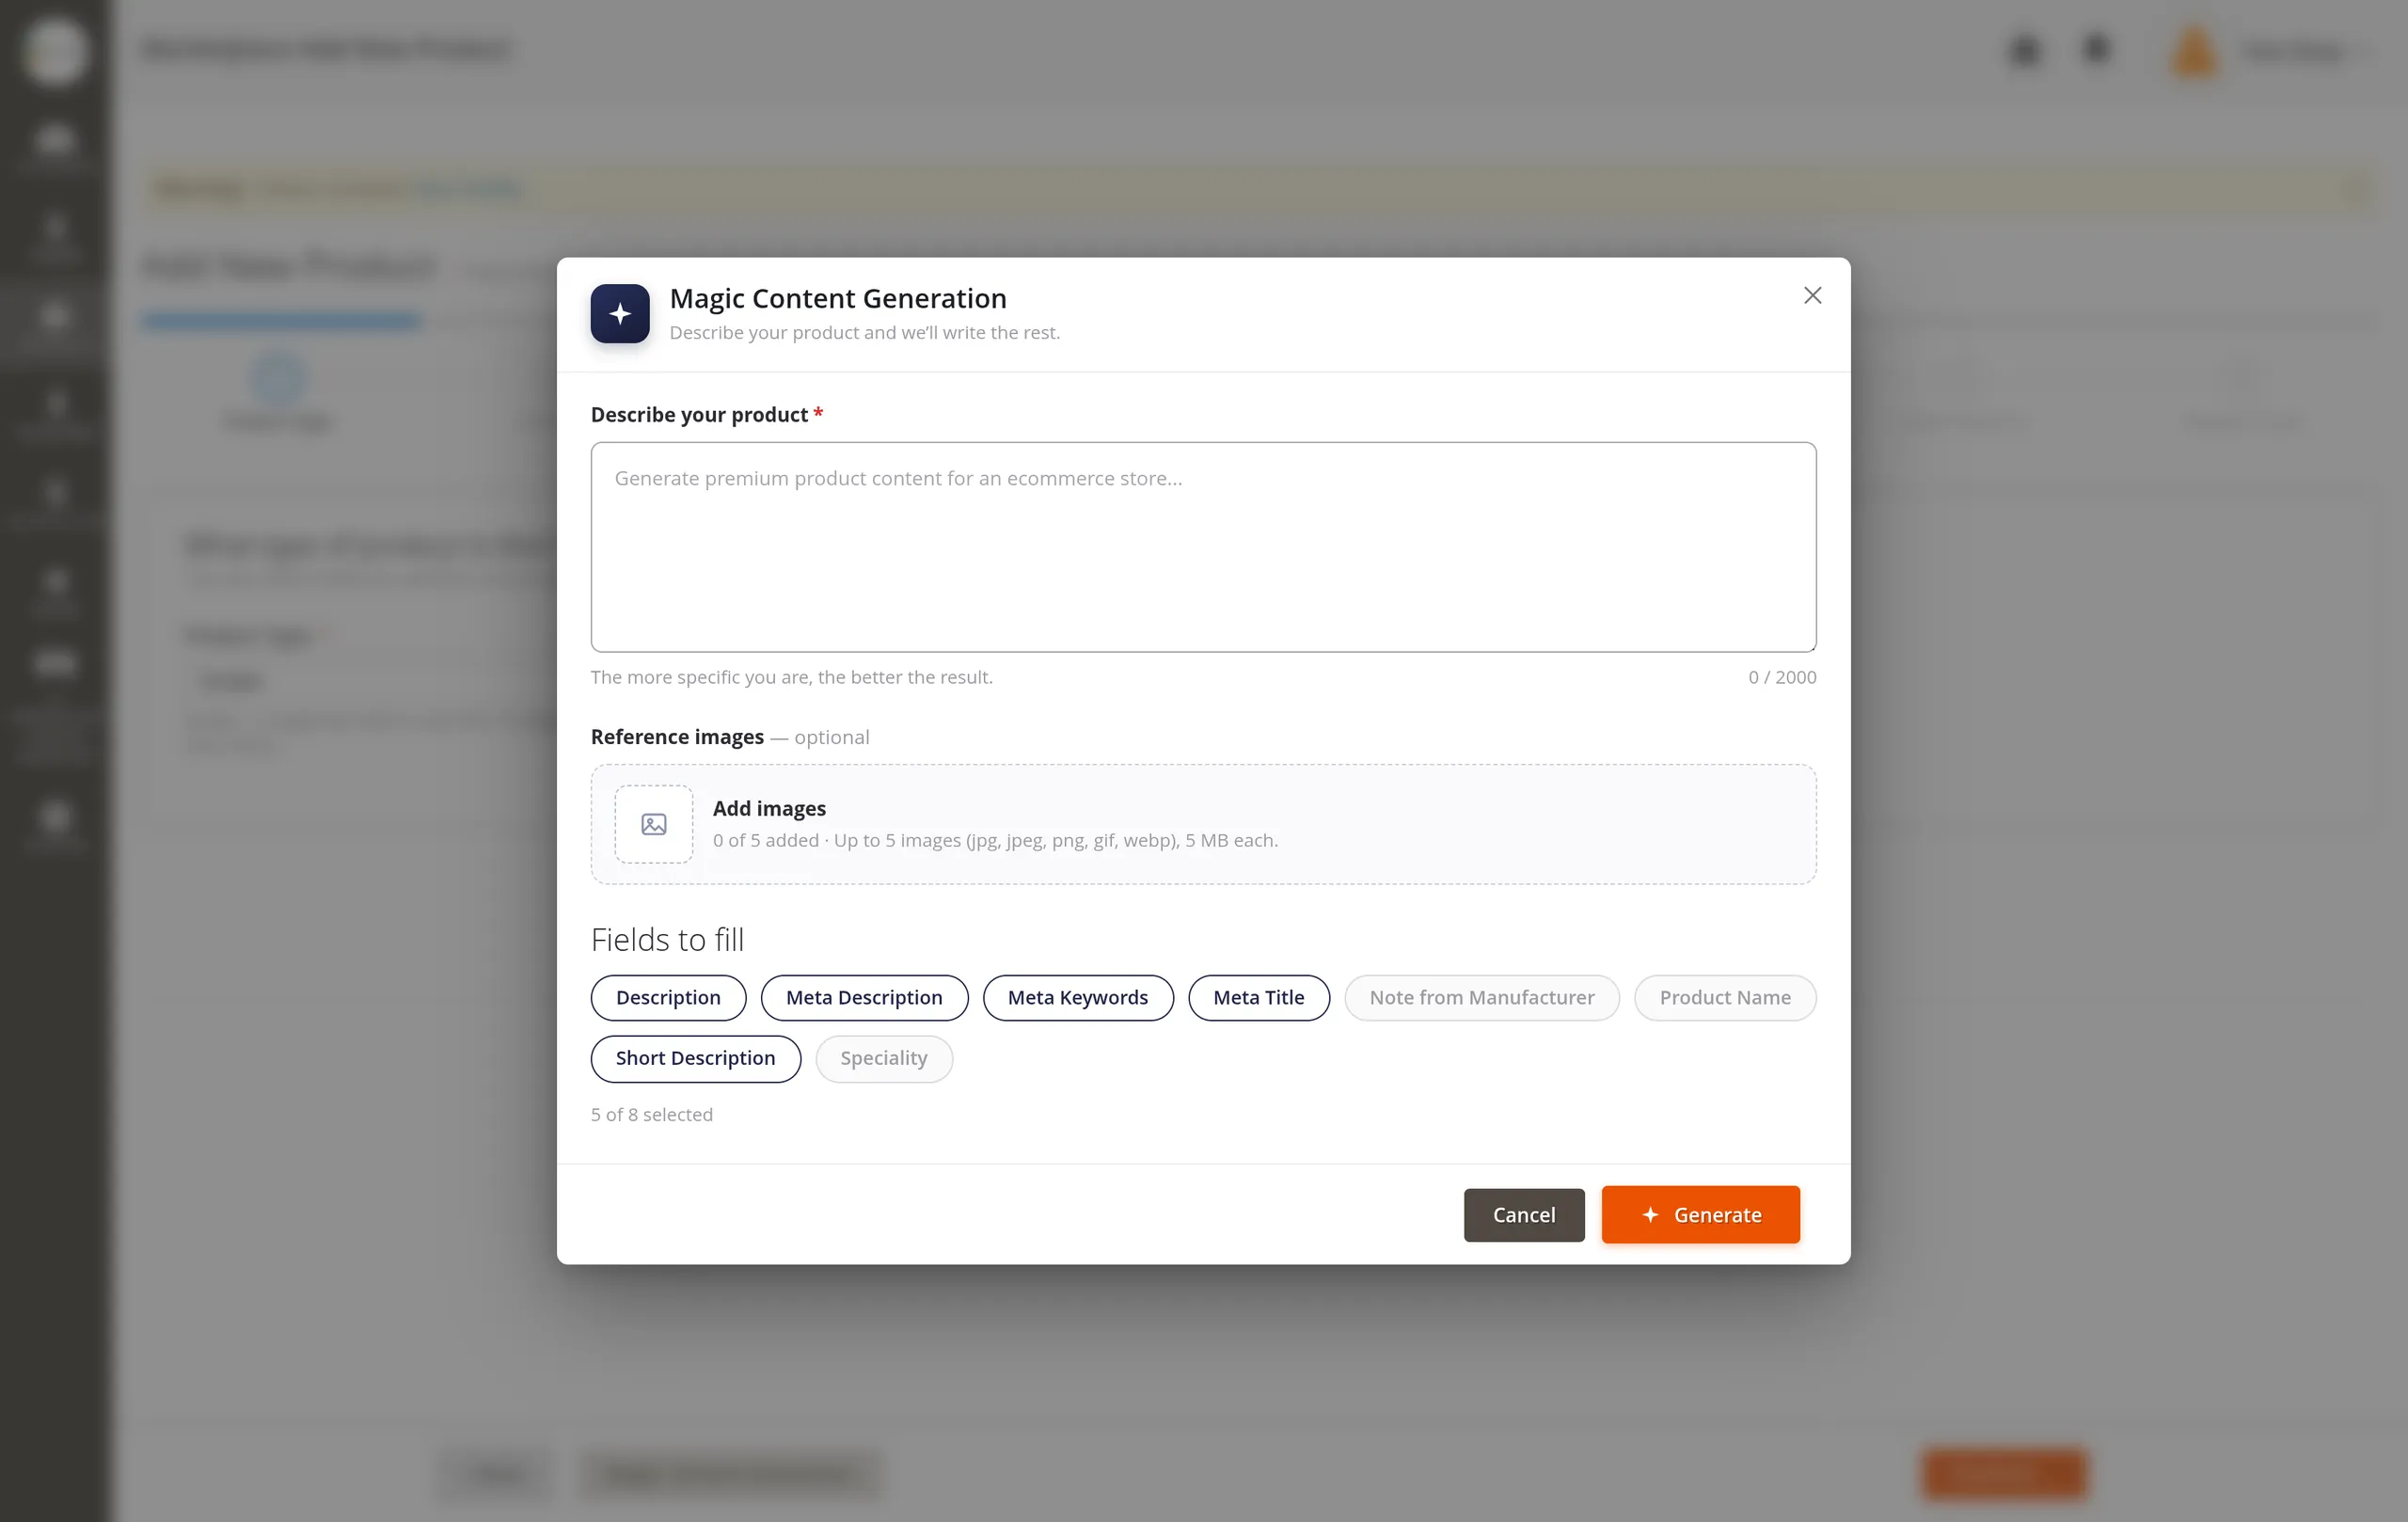 Magic Content Generation
Describe your product and we’ll write the rest.
Describe your product *
Generate premium product content for an ecommerce store...
The more specific you are, the better the result.
0 / 2000
Reference images — optional
Add images
0 of 5 added · Up to 5 images (jpg, jpeg, png, gif, webp), 5 MB each.
Fields to fill
Description
Meta Description
Meta Keywords
Meta Title
Note from Manufacturer
Product Name
Short Description
Speciality
5 of 8 selected
Cancel
Generate
Add New Product